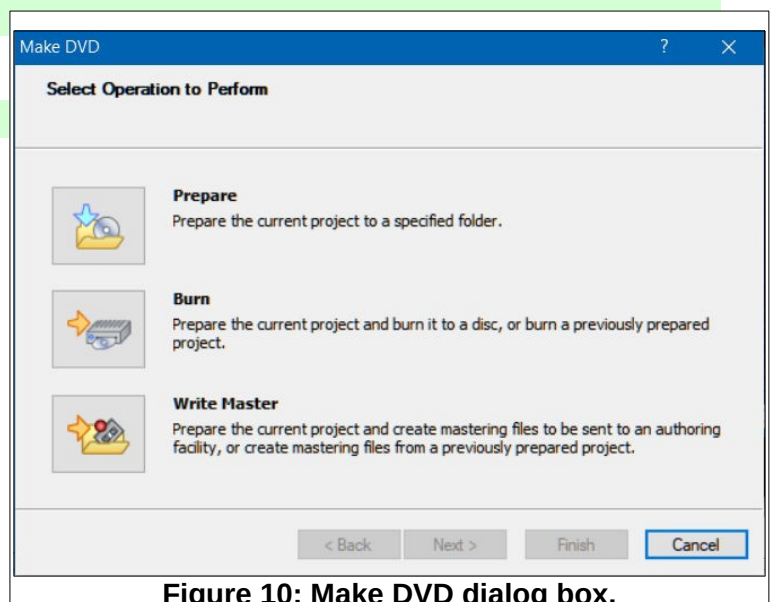 Make DVD ? ×
Select Operation to Perform
Prepare
Prepare the current project to a specified folder.
Burn
Prepare the current project and burn it to a disc, or burn a previously prepared
project.
Write Master
Prepare the current project and create mastering files to be sent to an authoring
facility, or create mastering files from a previously prepared project.
< Back Next > Finish Cancel
Figure 10: Make DVD dialog box.